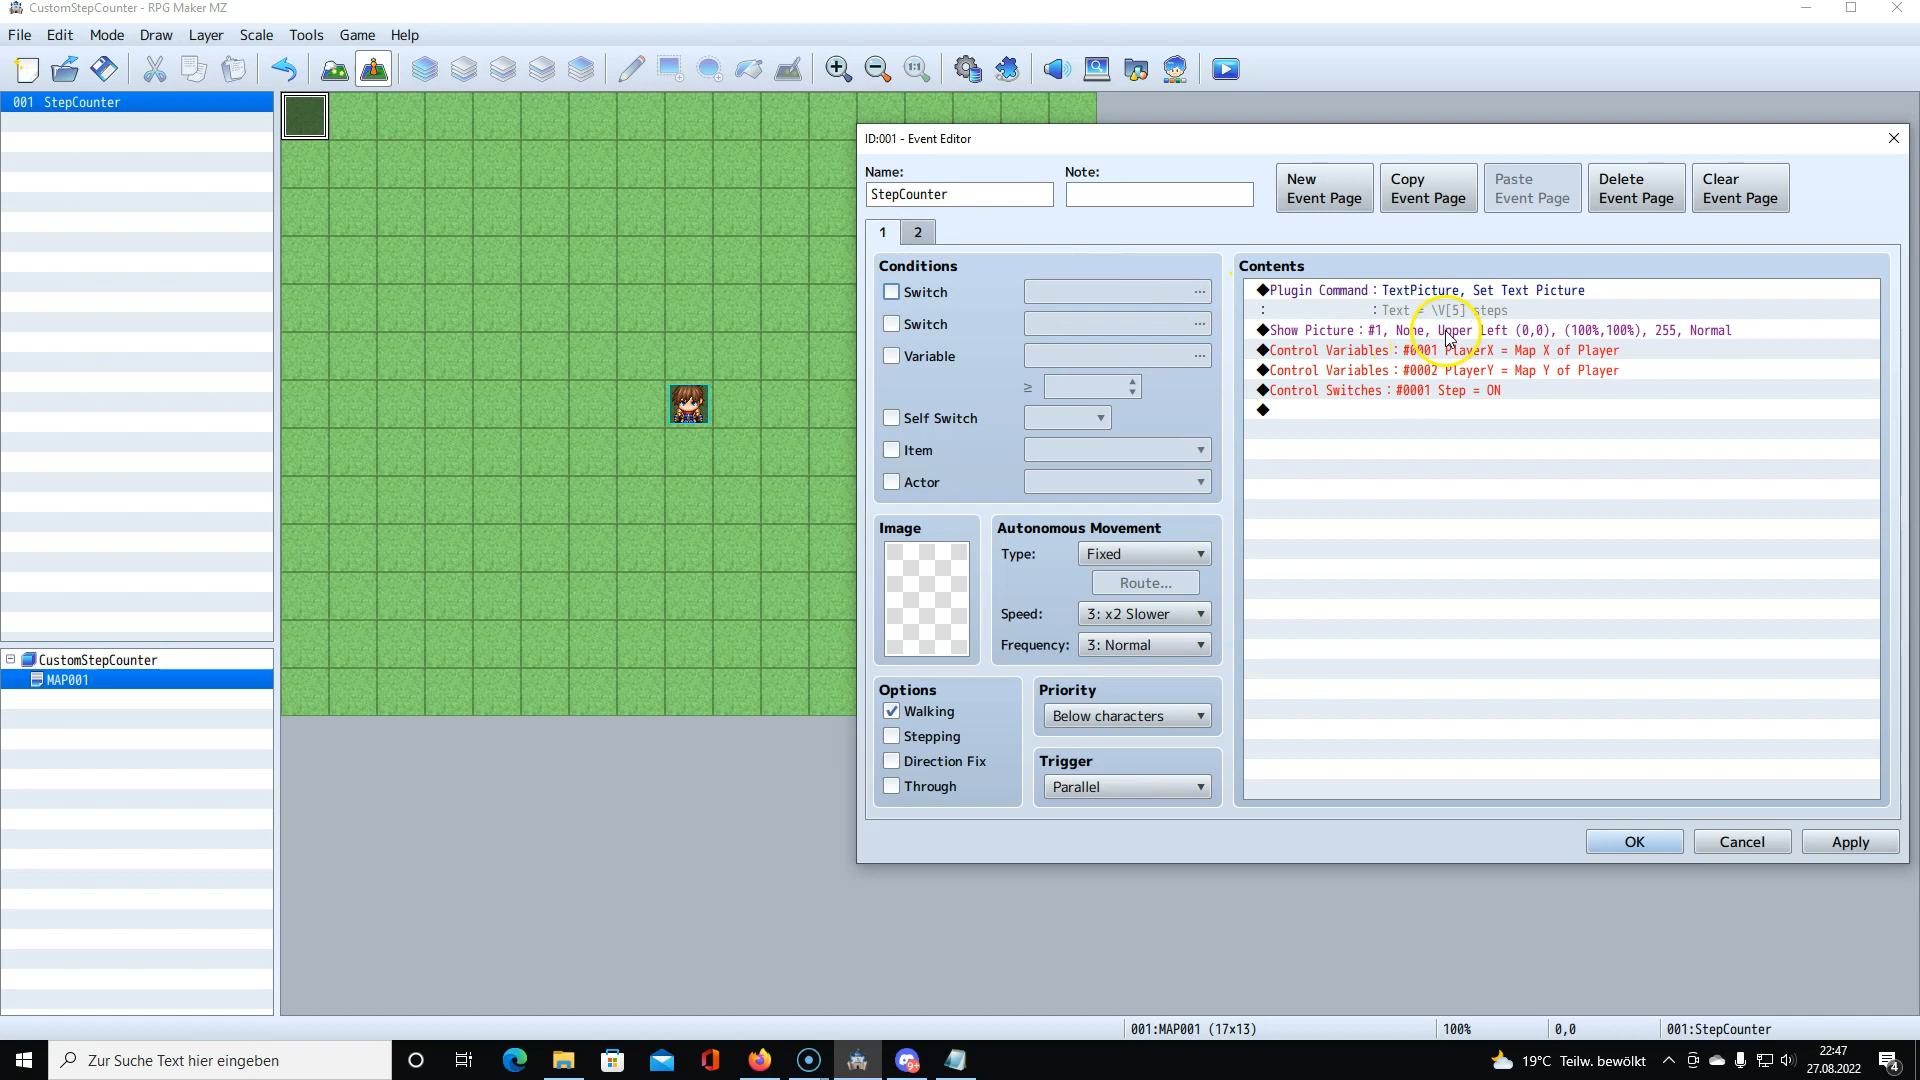 CustomStepCounter - RPG Maker MZ
File Edit Mode Draw Layer Scale Tools Game Help
1:1
001 StepCounter
ID:001 - Event Editor
Name:
Note:
StepCounter
New
Event Page
Copy
Event Page
Paste
Event Page
Delete
Event Page
Clear
Event Page
1 2
Conditions
Switch ...
Switch ...
Variable ...
≥
Self Switch
Item
Actor
Image
Autonomous Movement
Type: Fixed
Route...
Speed: 3: x2 Slower
Frequency: 3: Normal
Options
Walking
Stepping
Direction Fix
Through
Priority
Below characters
Trigger
Parallel
Contents
◆Plugin Command：TextPicture, Set Text Picture
：　　　　　　　：Text = \V[5] steps
◆Show Picture：#1, None, Upper Left (0,0), (100%,100%), 255, Normal
◆Control Variables：#0001 PlayerX = Map X of Player
◆Control Variables：#0002 PlayerY = Map Y of Player
◆Control Switches：#0001 Step = ON
◆
OK Cancel Apply
CustomStepCounter
MAP001
001:MAP001 (17x13) 100% 0,0 001:StepCounter
Zur Suche Text hier eingeben
9+
19°C Teilw. bewölkt
22:47
27.08.2022
4